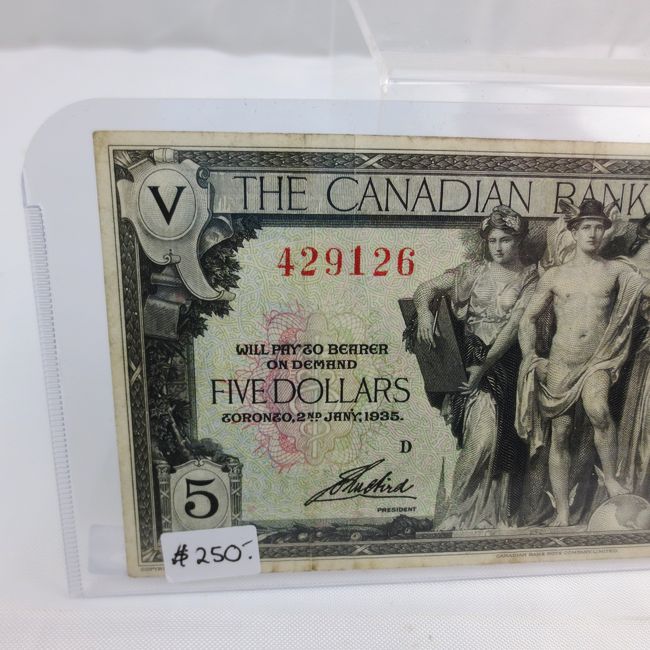 V
THE CANADIAN BANK
429126
WILL PAY TO BEARER
ON DEMAND
FIVE DOLLARS
TORONTO, 2ND JANY, 1935.
D
PRESIDENT
5
$250.-
CANADIAN BANK NOTE COMPANY, LIMITED